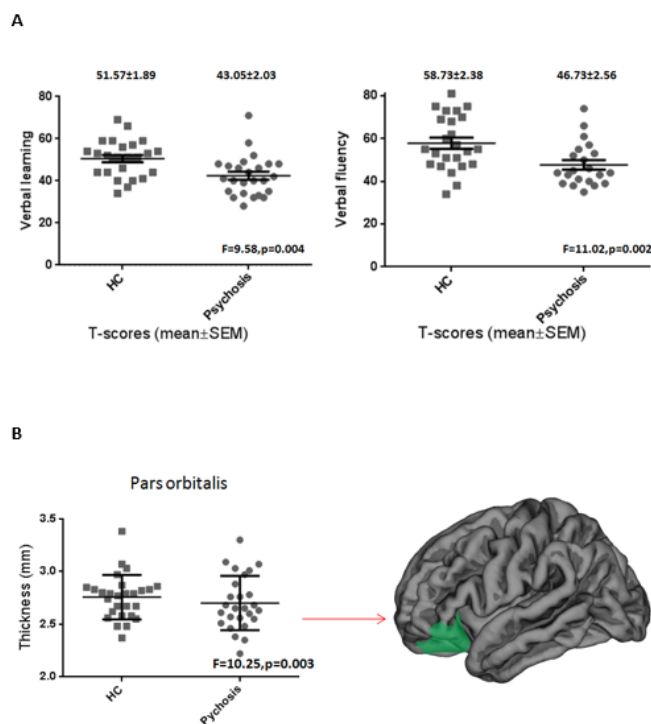 A
51.57±1.89 43.05±2.03
80
60
40
20
0
Verbal learning
F=9.58,p=0.004
HC
Psychosis
T-scores (mean±SEM)
58.73±2.38 46.73±2.56
80
60
40
20
0
Verbal fluency
F=11.02,p=0.002
HC
Psychosis
T-scores (mean±SEM)
B
Pars orbitalis
3.5
3.0
2.5
2.0
Thickness (mm)
F=10.25,p=0.003
HC
Pychosis